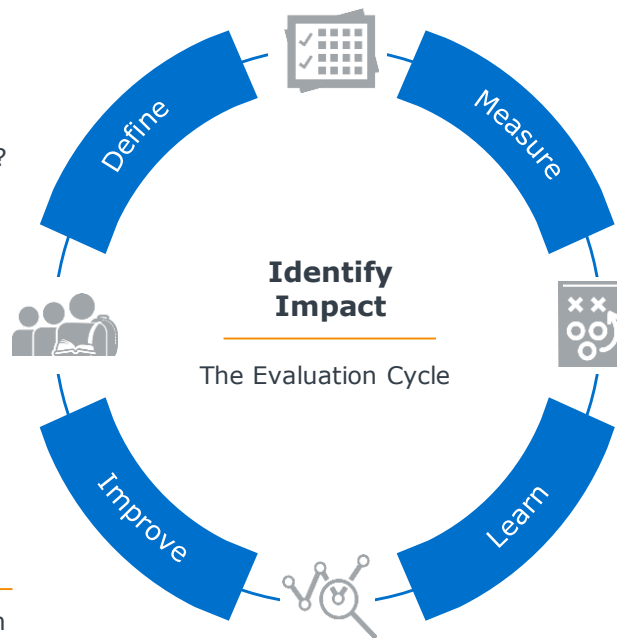 Define
Measure
?
Identify
Impact
The Evaluation Cycle
Improve
Learn